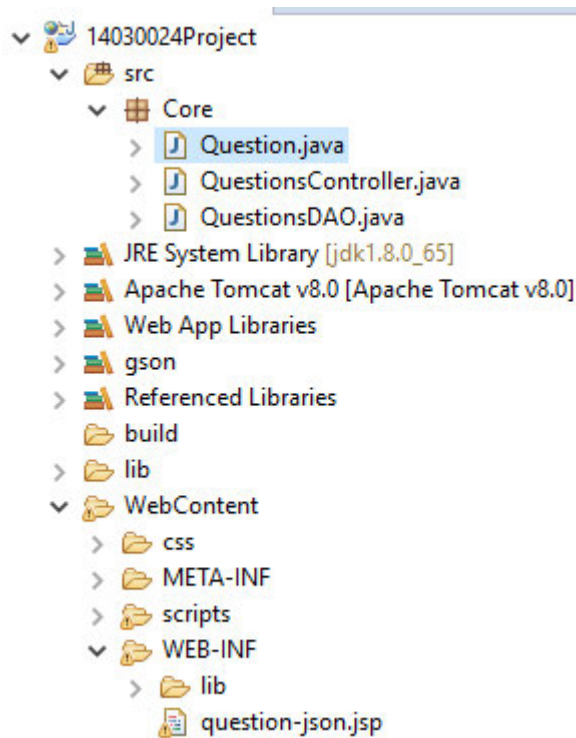 14030024Project
src
Core
Question.java
QuestionsController.java
QuestionsDAO.java
JRE System Library [jdk1.8.0_65]
Apache Tomcat v8.0 [Apache Tomcat v8.0]
Web App Libraries
gson
Referenced Libraries
build
lib
WebContent
css
META-INF
scripts
WEB-INF
lib
question-json.jsp